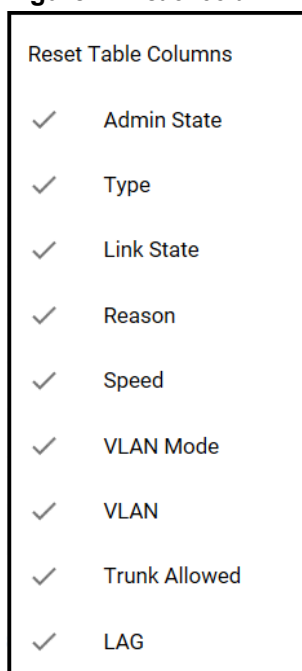 Reset Table Columns
Admin State
Type
Link State
Reason
Speed
VLAN Mode
VLAN
Trunk Allowed
LAG